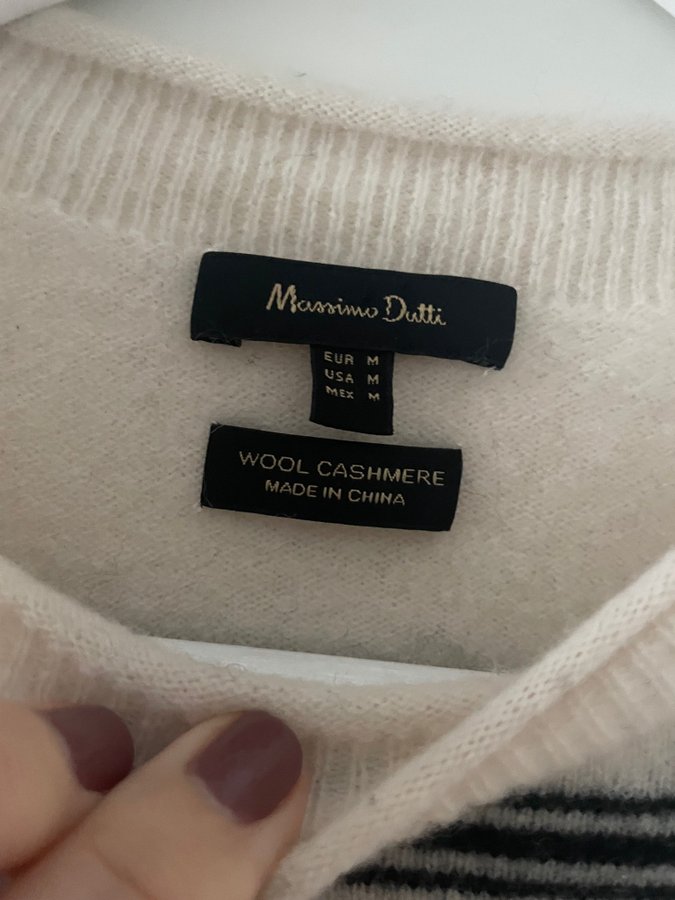 Massimo Dutti
EUR M
USA M
MEX M
WOOL CASHMERE
MADE IN CHINA